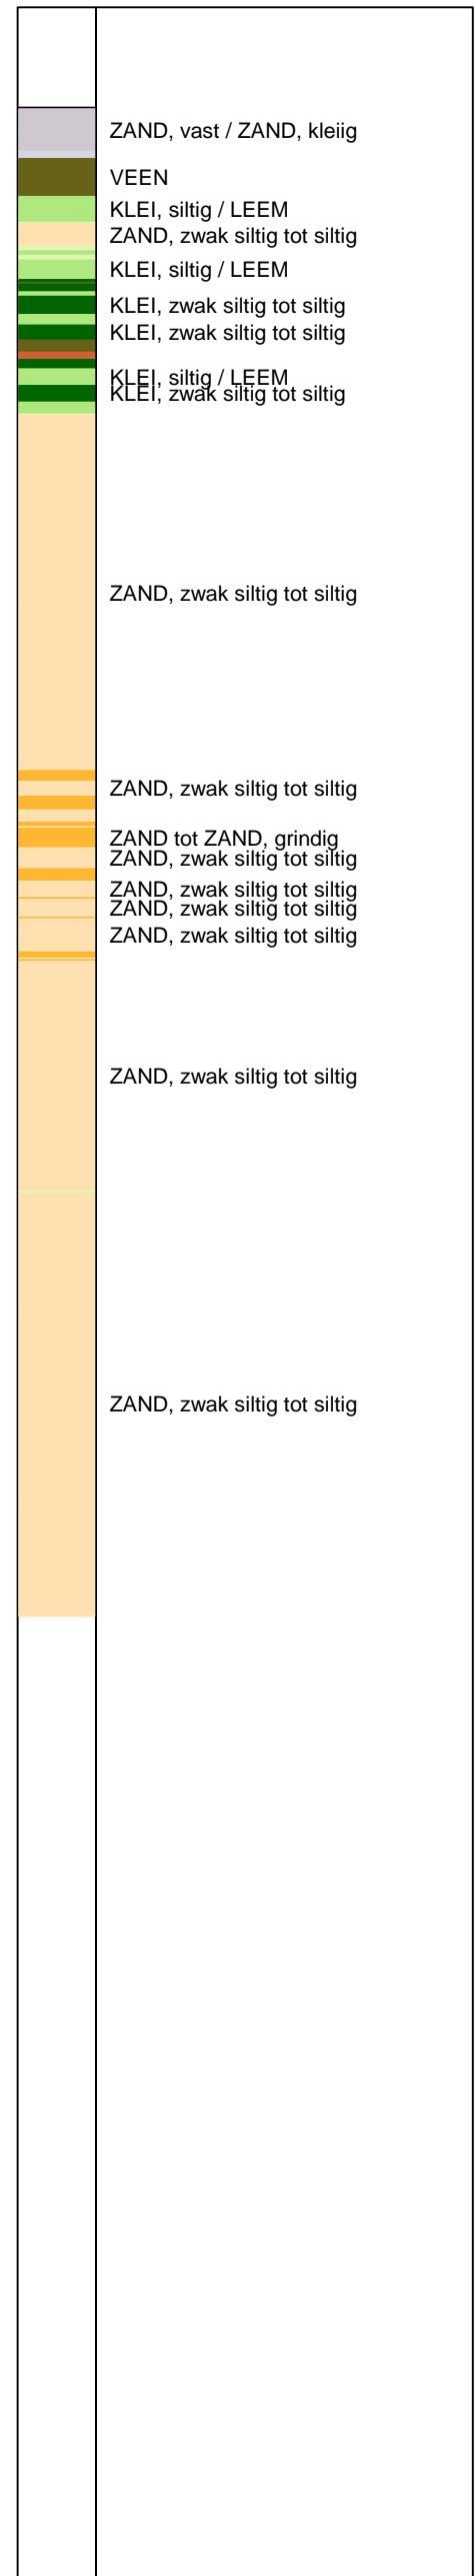 ZAND, vast / ZAND, kleiig
VEEN
KLEI, siltig / LEEM
ZAND, zwak siltig tot siltig
KLEI, siltig / LEEM
KLEI, zwak siltig tot siltig
KLEI, zwak siltig tot siltig
KLEI, siltig / LEEM
KLEI, zwak siltig tot siltig
ZAND, zwak siltig tot siltig
ZAND, zwak siltig tot siltig
ZAND tot ZAND, grindig
ZAND, zwak siltig tot siltig
ZAND, zwak siltig tot siltig
ZAND, zwak siltig tot siltig
ZAND, zwak siltig tot siltig
ZAND, zwak siltig tot siltig
ZAND, zwak siltig tot siltig